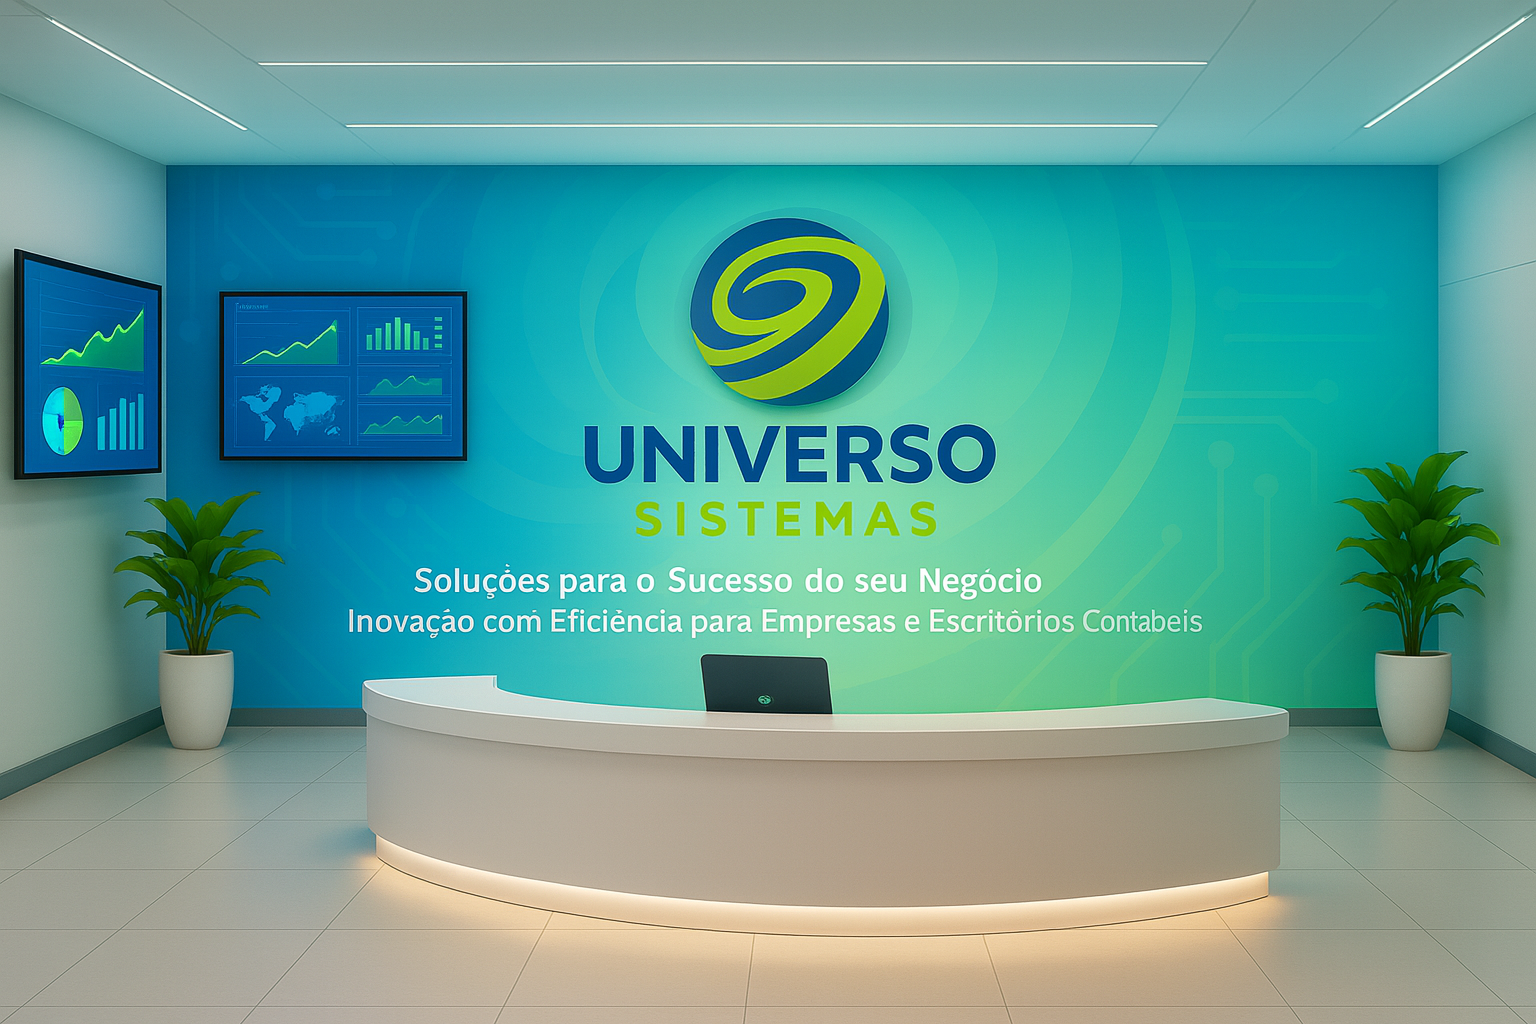 UNIVERSO
SISTEMAS
Soluções para o Sucesso do seu Negócio
Inovação com Eficiência para Empresas e Escritórios Contabeis